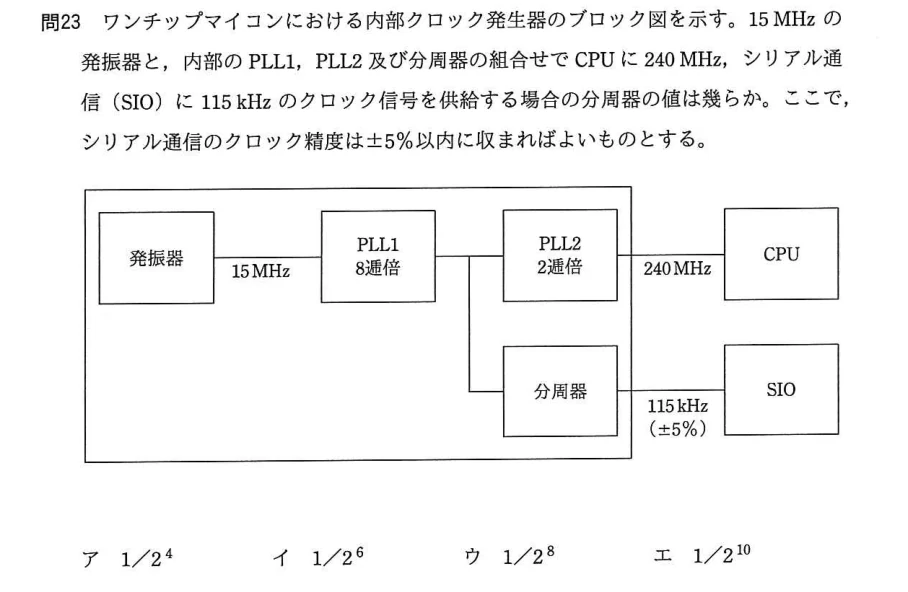 問23 ワンチップマイコンにおける内部クロック発生器のブロック図を示す。15 MHz の
発振器と，内部の PLL1，PLL2 及び分周器の組合せで CPU に 240 MHz，シリアル通
信（SIO）に 115 kHz のクロック信号を供給する場合の分周器の値は幾らか。ここで，
シリアル通信のクロック精度は±5%以内に収まればよいものとする。
発振器
15 MHz
PLL1
8逓倍
PLL2
2逓倍
240 MHz
CPU
分周器
115 kHz
（±5%）
SIO
ア 1／2⁴ イ 1／2⁶ ウ 1／2⁸ エ 1／2¹⁰